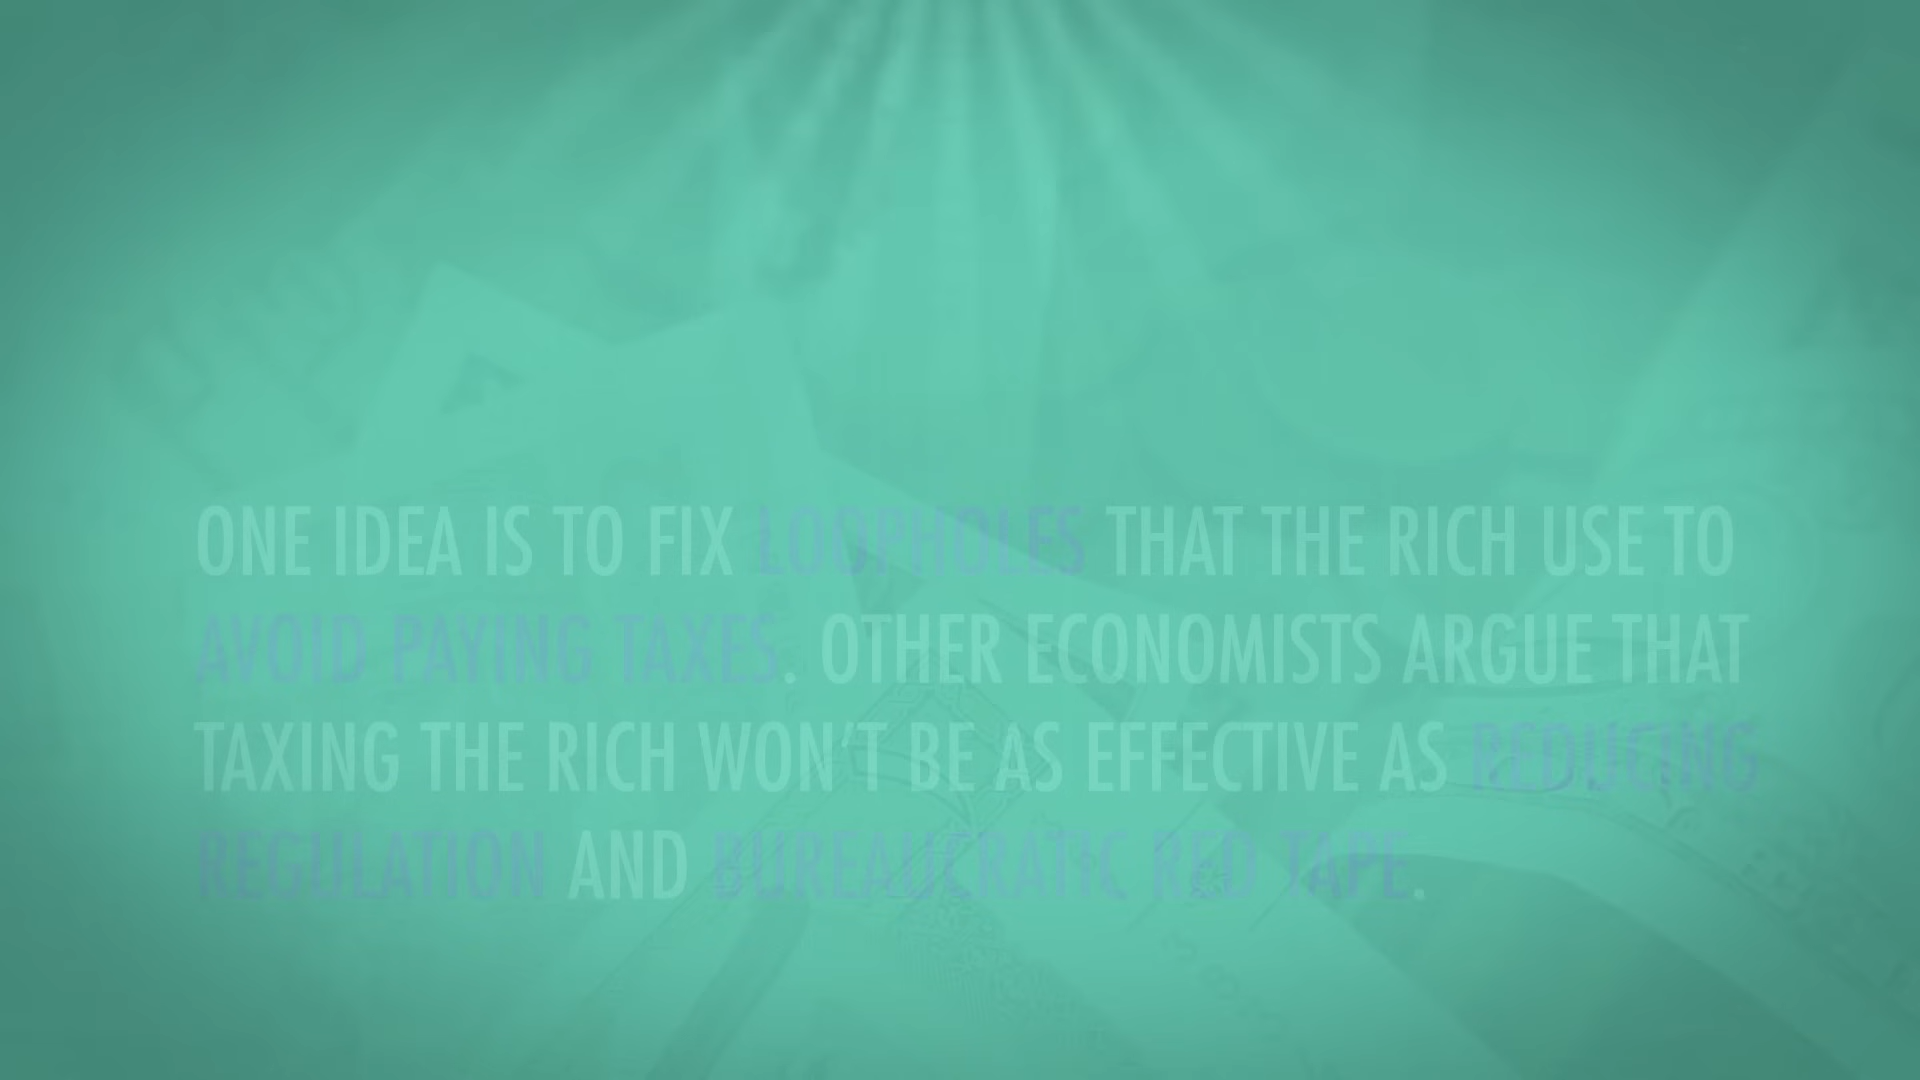 ONE IDEA IS TO FIX LOOPHOLES THAT THE RICH USE TO
AVOID PAYING TAXES. OTHER ECONOMISTS ARGUE THAT
TAXING THE RICH WON'T BE AS EFFECTIVE AS REDUCING
REGULATION AND BUREAUCRATIC RED TAPE.